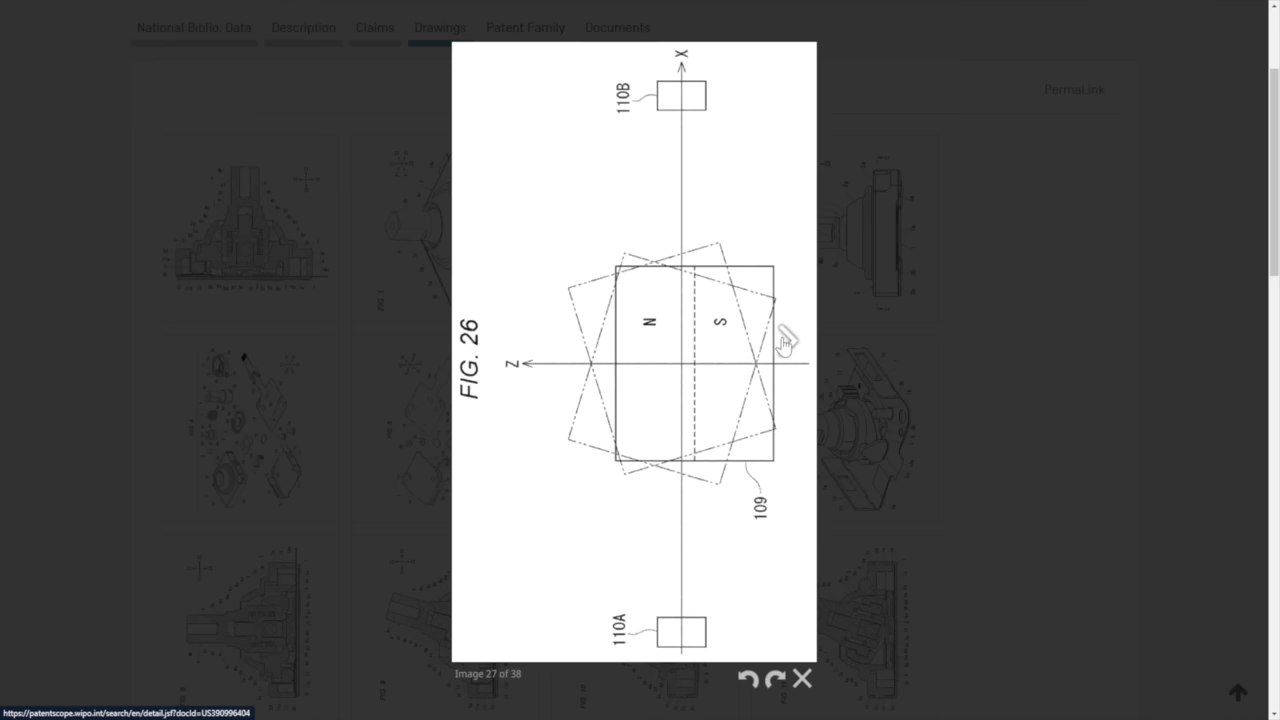 National Biblio. Data
Description
Claims
Drawings
Patent Family
Documents
PermaLink
FIG. 26
X
110B
Z
N
S
109
110A
Image 27 of 38
https://patentscope.wipo.int/search/en/detail.jsf?docId=US390996404